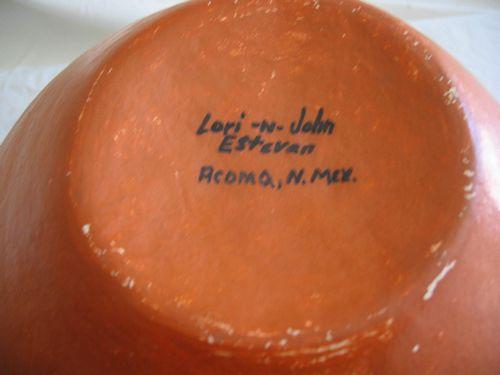 Lori -N- John
Estevan
Acoma, N. Mex.